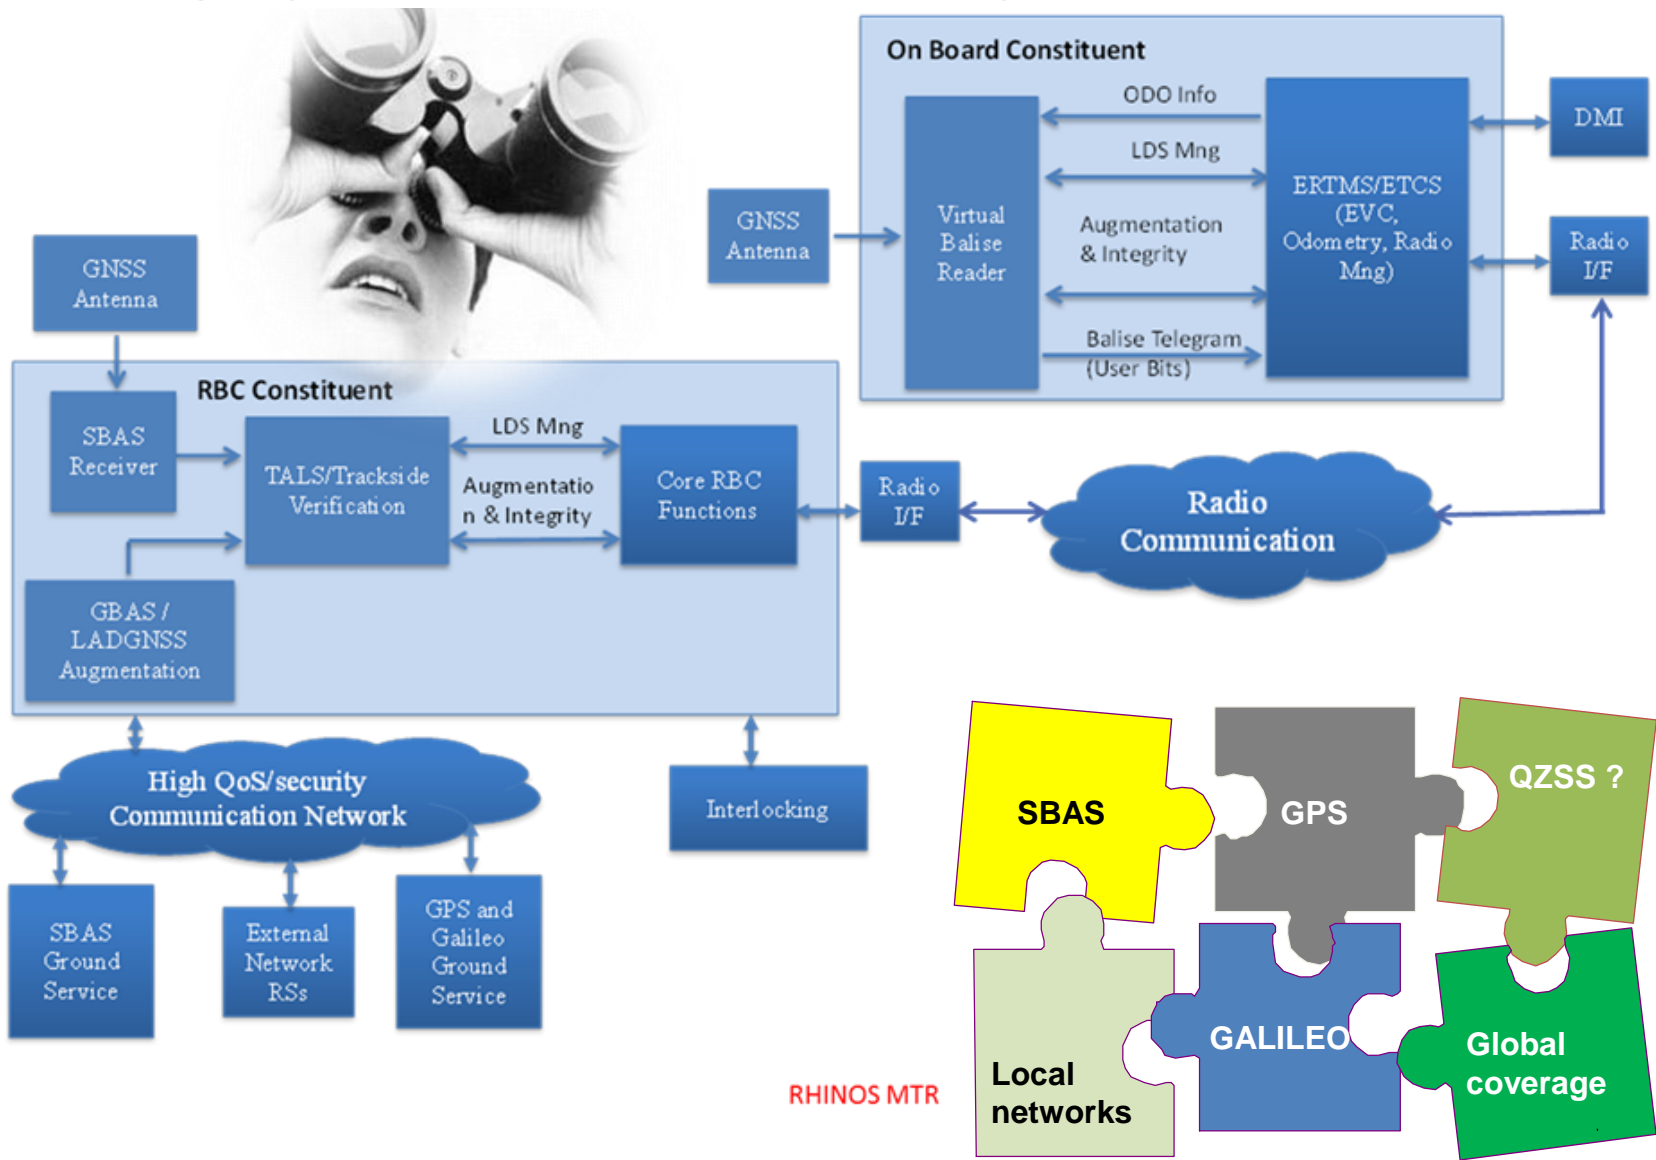 On Board Constituent
ODO Info
DMI
LDS Mng
GNSS
Antenna
Virtual
Balise
Reader
Augmentation
& Integrity
ERTMS/ETCS
(EVC,
Odometry, Radio
Mng)
Radio
I/F
Balise Telegram
(User Bits)
GNSS
Antenna
RBC Constituent
SBAS
Receiver
TALS/Trackside
Verification
LDS Mng
Augmentatio
n & Integrity
Core RBC
Functions
Radio
I/F
Radio
Communication
GBAS /
LADGNSS
Augmentation
High QoS/security
Communication Network
Interlocking
SBAS
Ground
Service
External
Network
RSs
GPS and
Galileo
Ground
Service
SBAS
GPS
QZSS ?
Local
networks
GALILEO
Global
coverage
RHINOS MTR